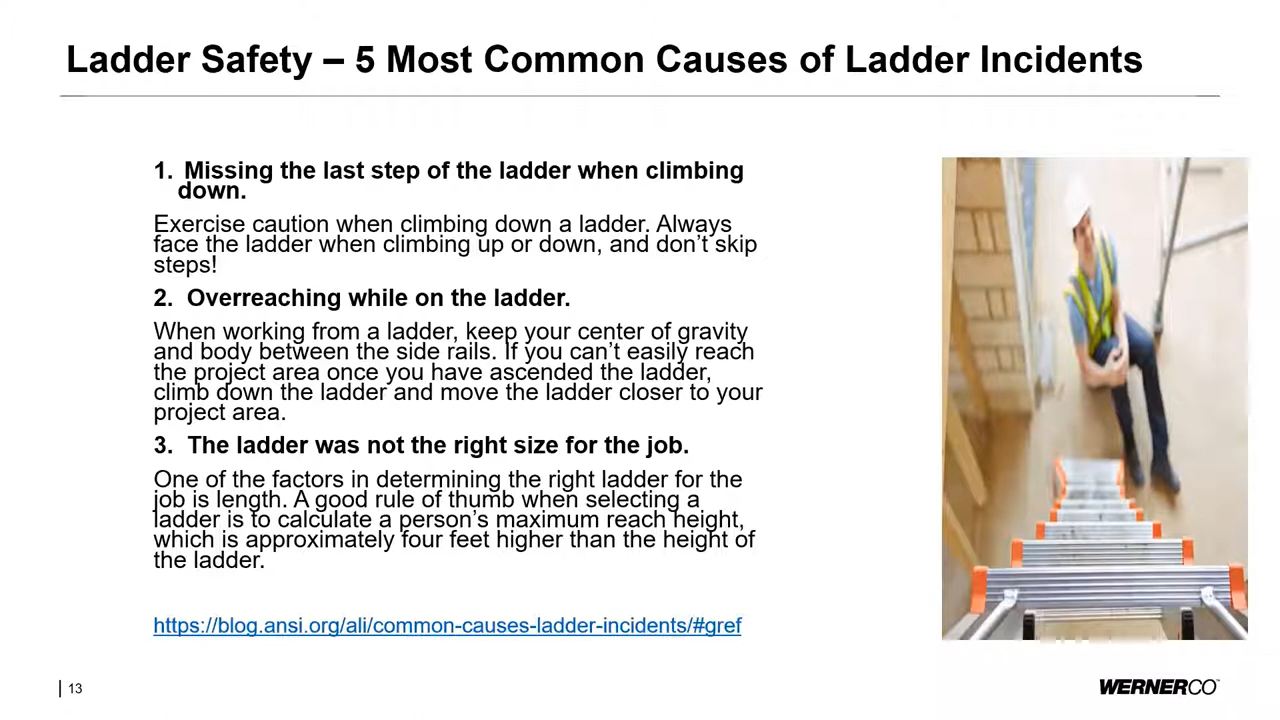 Ladder Safety – 5 Most Common Causes of Ladder Incidents
1. Missing the last step of the ladder when climbing
down.
Exercise caution when climbing down a ladder. Always
face the ladder when climbing up or down, and don’t skip
steps!
2. Overreaching while on the ladder.
When working from a ladder, keep your center of gravity
and body between the side rails. If you can’t easily reach
the project area once you have ascended the ladder,
climb down the ladder and move the ladder closer to your
project area.
3. The ladder was not the right size for the job.
One of the factors in determining the right ladder for the
job is length. A good rule of thumb when selecting a
ladder is to calculate a person’s maximum reach height,
which is approximately four feet higher than the height of
the ladder.
https://blog.ansi.org/ali/common-causes-ladder-incidents/#gref
13
WERNERCO